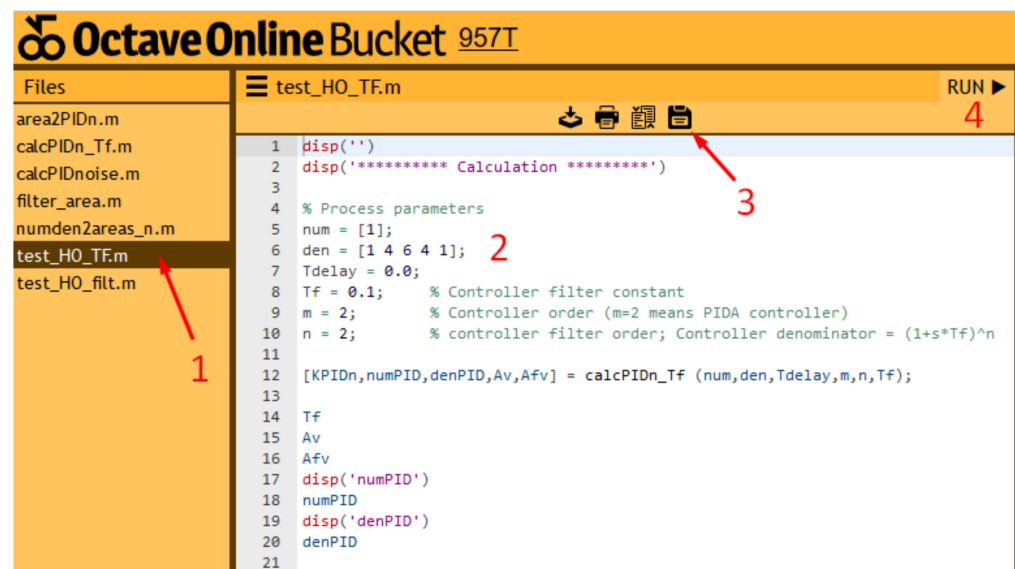 Octave Online Bucket 957T
Files
test_HO_TF.m
RUN
4
area2PIDn.m
calcPIDn_Tf.m
calcPIDnoise.m
filter_area.m
numden2areas_n.m
test_HO_TF.m
test_HO_filt.m
1
3
2
1 disp('')
2 disp('********** Calculation *********')
3
4 % Process parameters
5 num = [1];
6 den = [1 4 6 4 1];
7 Tdelay = 0.0;
8 Tf = 0.1; % Controller filter constant
9 m = 2; % Controller order (m=2 means PIDA controller)
10 n = 2; % controller filter order; Controller denominator = (1+s*Tf)^n
11
12 [KPIDn,numPID,denPID,Av,Afv] = calcPIDn_Tf (num,den,Tdelay,m,n,Tf);
13
14 Tf
15 Av
16 Afv
17 disp('numPID')
18 numPID
19 disp('denPID')
20 denPID
21